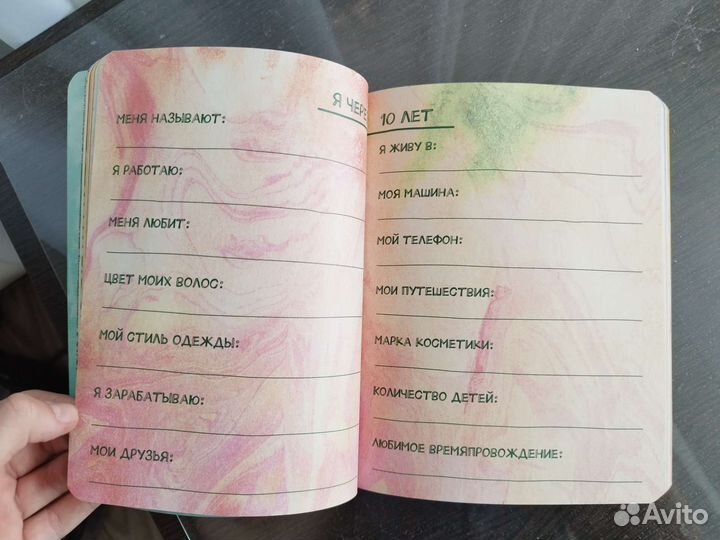 Я ЧЕРЕ
10 ЛЕТ
МЕНЯ НАЗЫВАЮТ:
Я РАБОТАЮ:
МЕНЯ ЛЮБИТ:
ЦВЕТ МОИХ ВОЛОС:
МОЙ СТИЛЬ ОДЕЖДЫ:
Я ЗАРАБАТЫВАЮ:
МОИ ДРУЗЬЯ:
Я ЖИВУ В:
МОЯ МАШИНА:
МОЙ ТЕЛЕФОН:
МОИ ПУТЕШЕСТВИЯ:
МАРКА КОСМЕТИКИ:
КОЛИЧЕСТВО ДЕТЕЙ:
ЛЮБИМОЕ ВРЕМЯПРОВОЖДЕНИЕ:
Avito